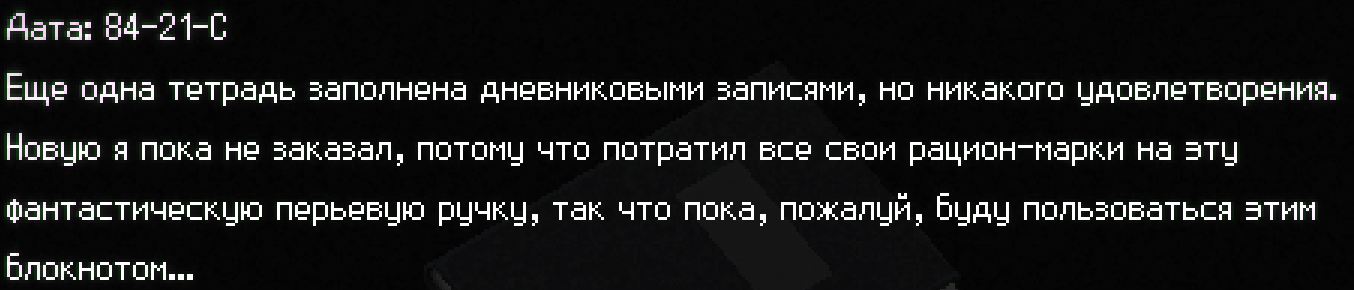 Дата: 84-21-С
Еще одна тетрадь заполнена дневниковыми записями, но никакого удовлетворения.
Новую я пока не заказал, потому что потратил все свои рацион-марки на эту
фантастическую перьевую ручку, так что пока, пожалуй, буду пользоваться этим
блокнотом...